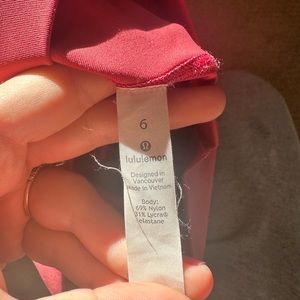 6
lululemon
Designed in
Vancouver
Made in Vietnam
Body:
69% Nylon
31% Lycra®
elastane